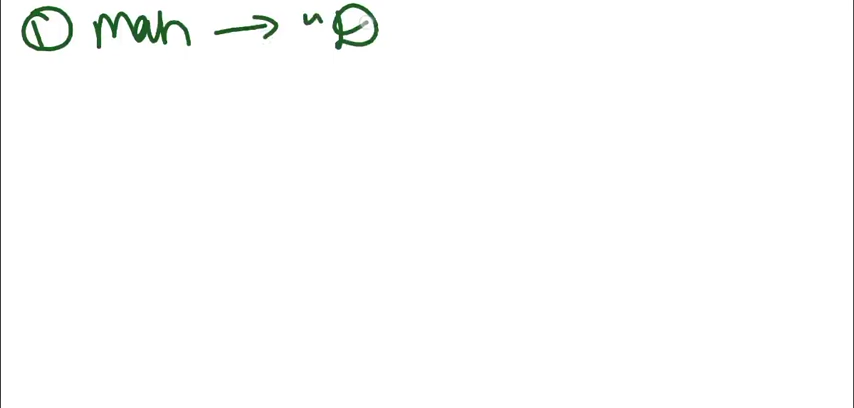 ① man → "